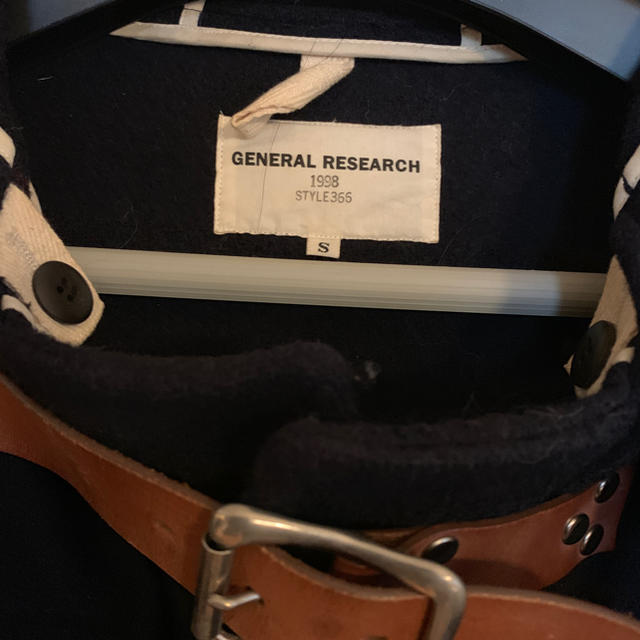 GENERAL RESEARCH
1998
STYLE366
S